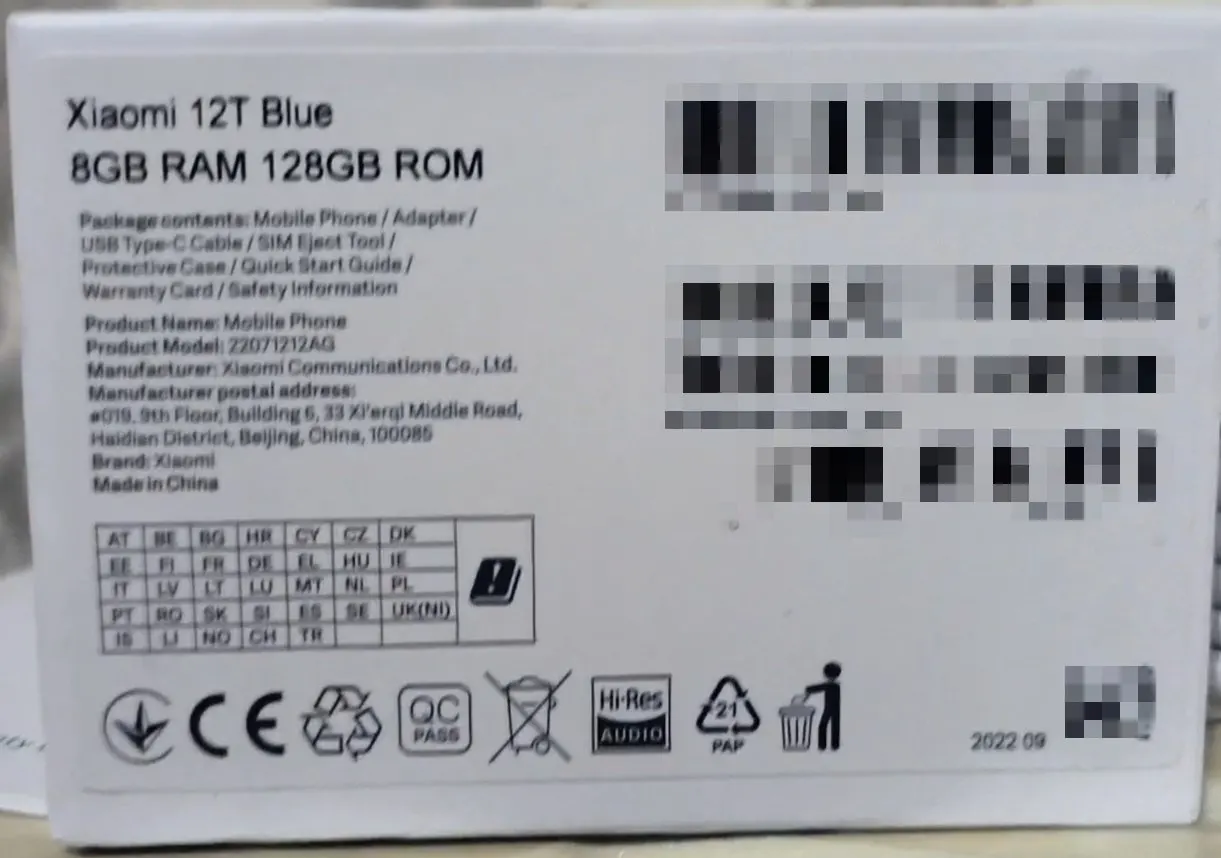 Xiaomi 12T Blue
8GB RAM 128GB ROM
Package contents: Mobile Phone / Adapter /
USB Type-C Cable / SIM Eject Tool /
Protective Case / Quick Start Guide /
Warranty Card / Safety Information
Product Name: Mobile Phone
Product Model: 22071212AG
Manufacturer: Xiaomi Communications Co., Ltd.
Manufacturer postal address:
#019, 9th Floor, Building 6, 33 Xi'erqi Middle Road,
Haidian District, Beijing, China, 100085
Brand: Xiaomi
Made in China
AT BE BG HR CY CZ DK
EE FI FR DE EL HU IE
IT LV LT LU MT NL PL
PT RO SK SI ES SE UK(NI)
IS LI NO CH TR
CE
QC
PASS
Hi-Res
AUDIO
21
PAP
2022 09